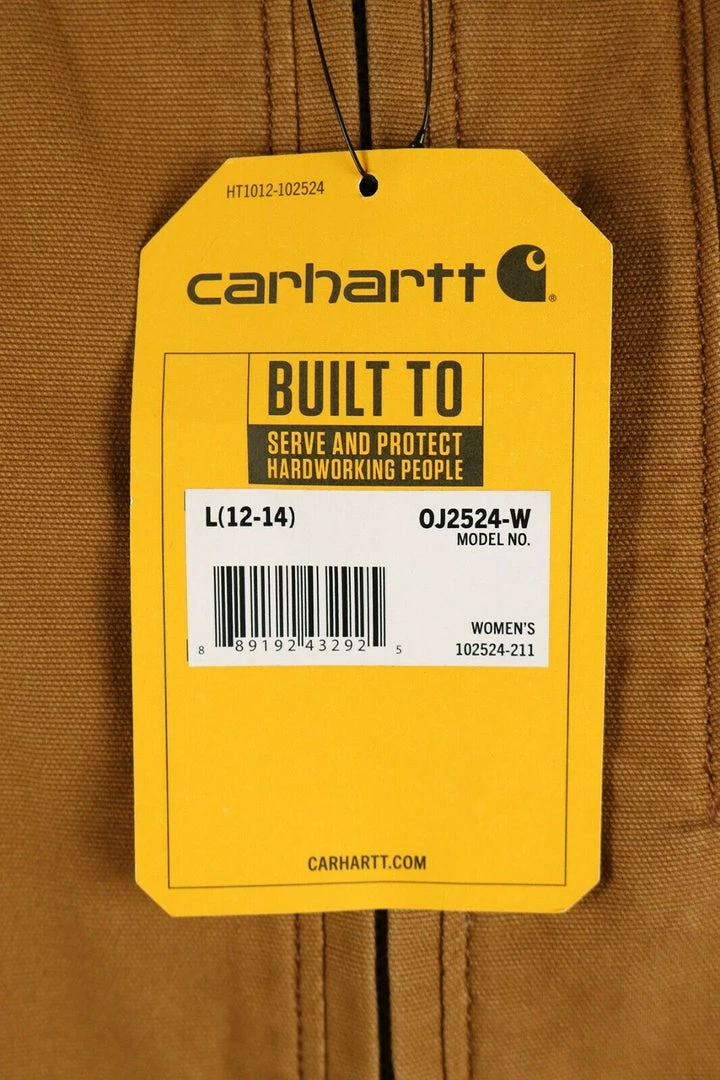 HT1012-102524
carhartt
®
BUILT TO
SERVE AND PROTECT
HARDWORKING PEOPLE
L(12-14)
OJ2524-W
MODEL NO.
8 89192 43292 5
WOMEN'S
102524-211
CARHARTT.COM